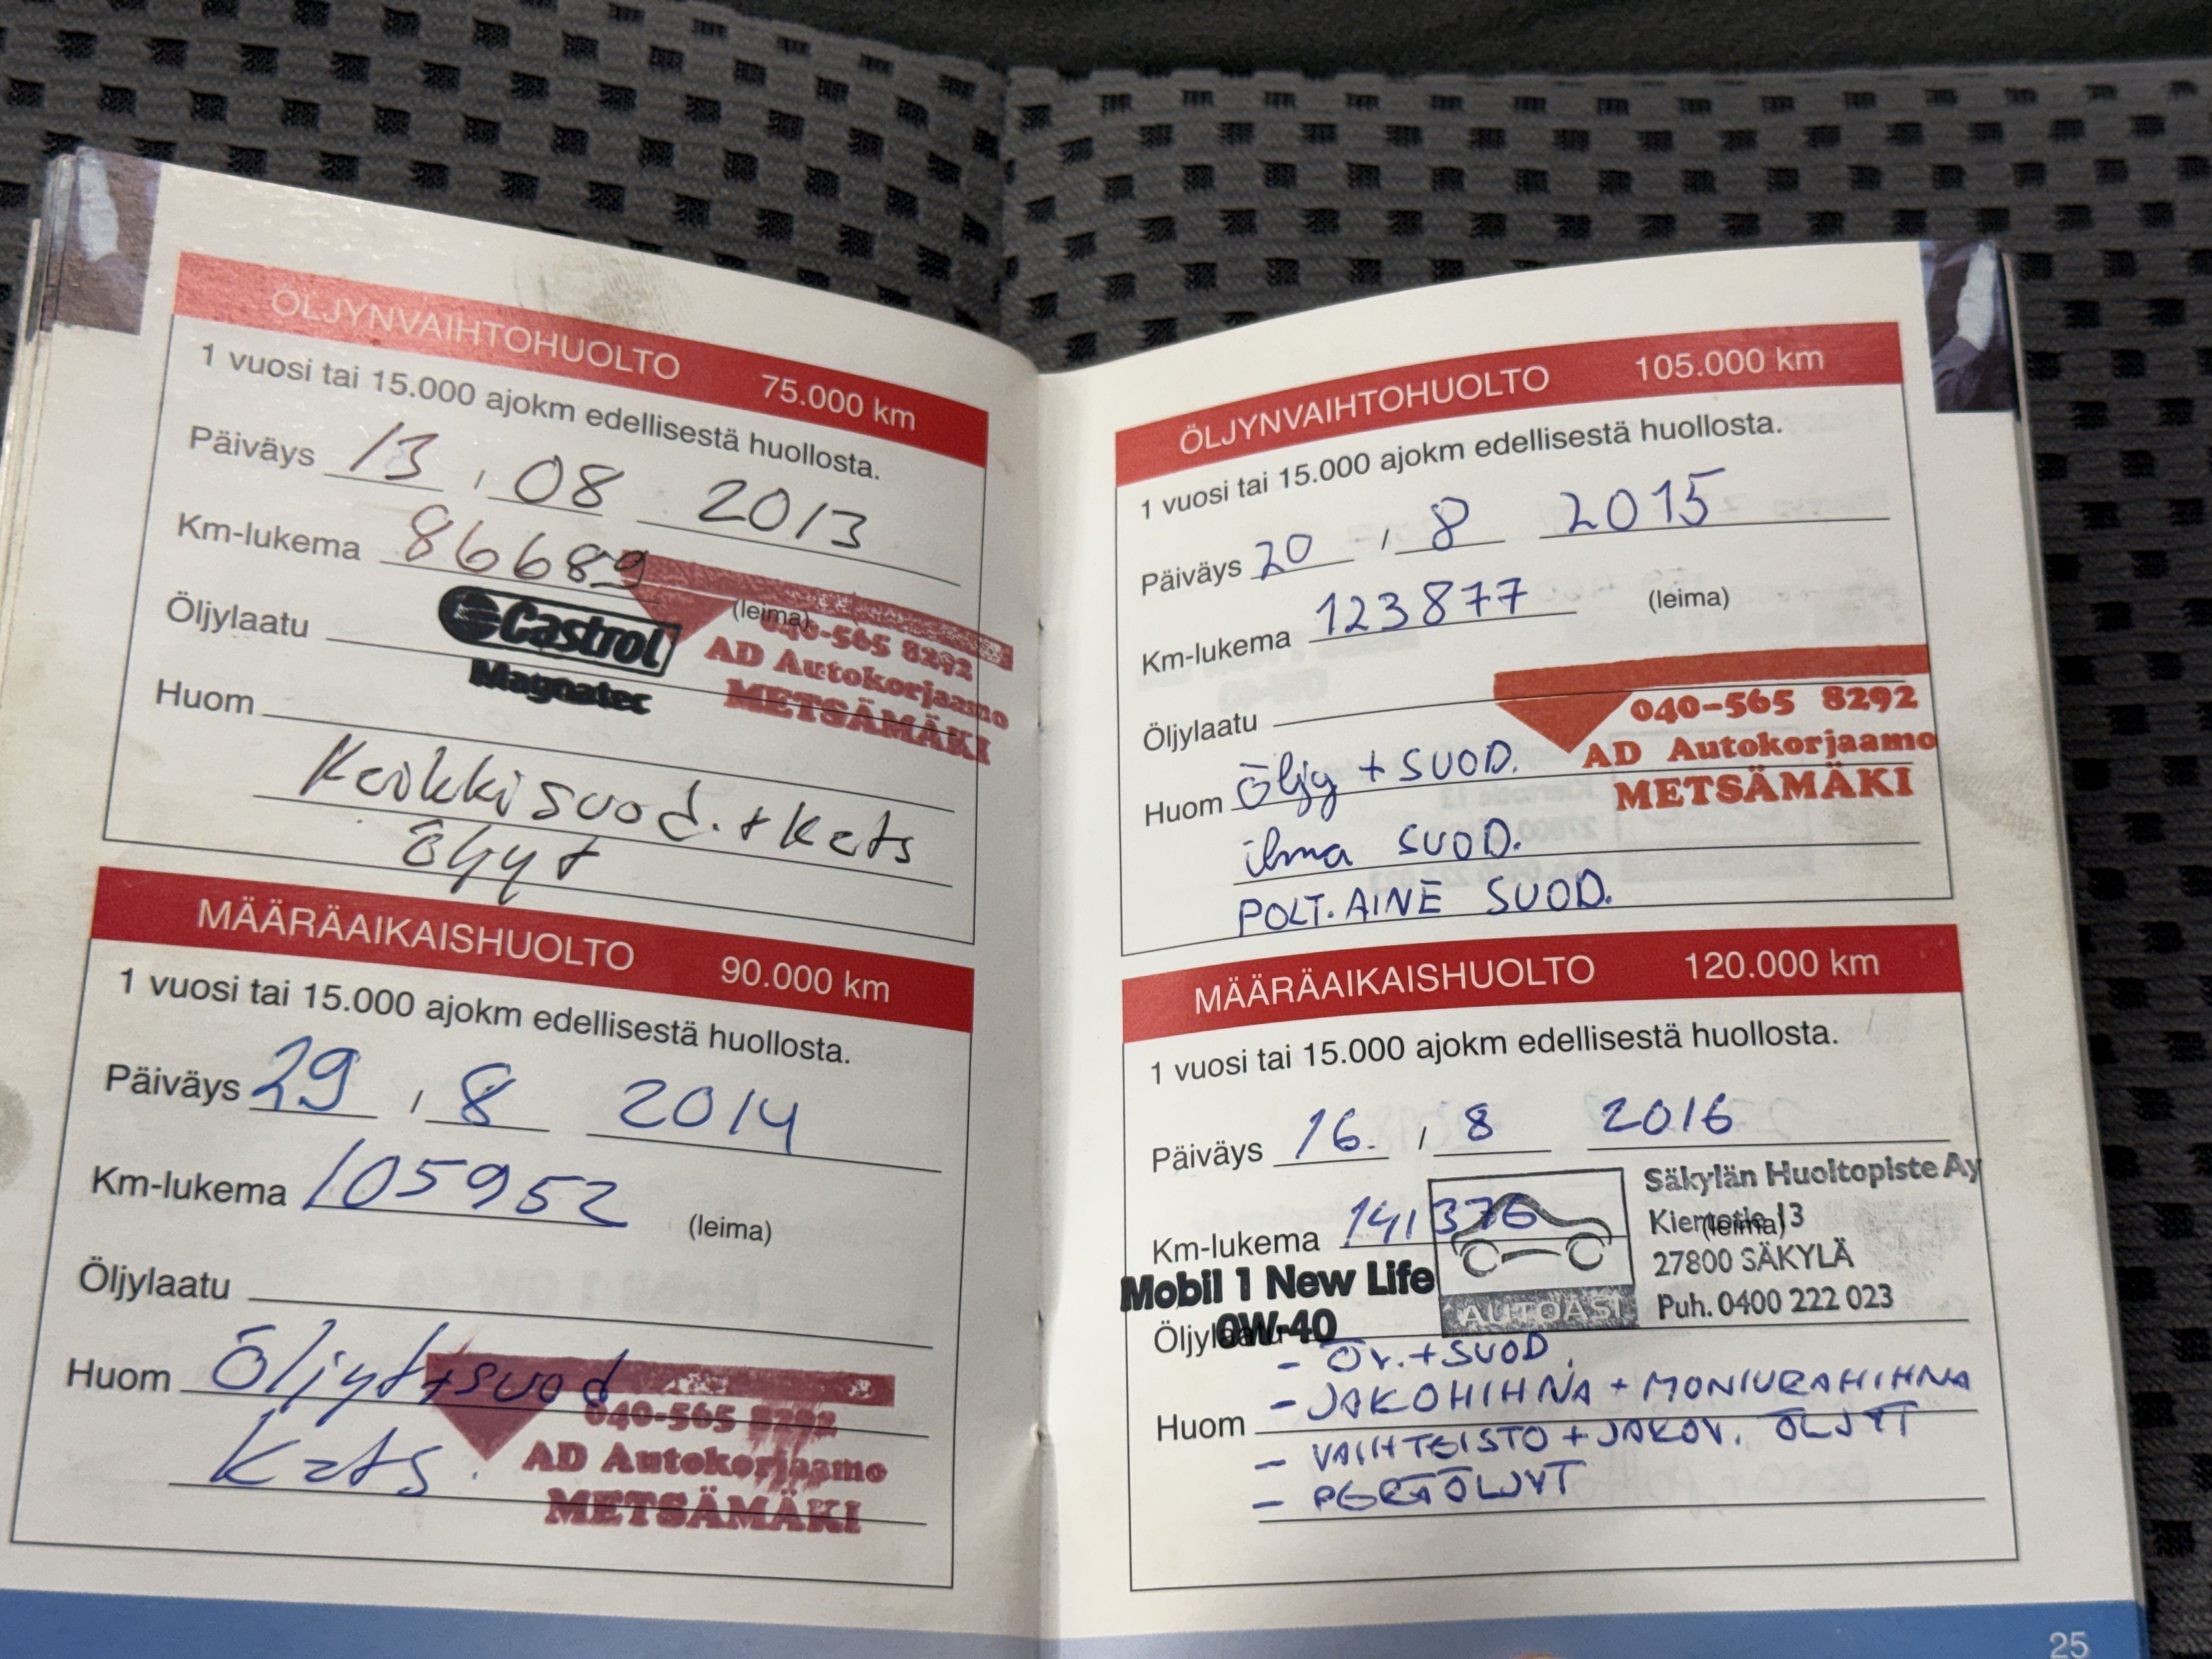 ÖLJYNVAIHTOHUOLTO 75.000 km
1 vuosi tai 15.000 ajokm edellisestä huollosta.
Päiväys 13 , 08 2013
Km-lukema 86689
(leima)
Öljylaatu
Castrol
Magnatec
040-565 8292
AD Autokorjaamo
METSÄMÄKI
Huom
Kaikki suod. + Kats
Öljyt
MÄÄRÄAIKAISHUOLTO 90.000 km
1 vuosi tai 15.000 ajokm edellisestä huollosta.
Päiväys 29 , 8 2014
Km-lukema 105952
(leima)
Öljylaatu
Huom Öljyt+suod
Kats.
040-565 8292
AD Autokorjaamo
METSÄMÄKI
ÖLJYNVAIHTOHUOLTO 105.000 km
1 vuosi tai 15.000 ajokm edellisestä huollosta.
Päiväys 20 , 8 2015
Km-lukema 123877
(leima)
Öljylaatu
040-565 8292
AD Autokorjaamo
METSÄMÄKI
Huom Öljy + SUOD.
ilma SUOD.
POLT.AINE SUOD.
MÄÄRÄAIKAISHUOLTO 120.000 km
1 vuosi tai 15.000 ajokm edellisestä huollosta.
Päiväys 16. , 8 2016
Km-lukema 141376
(leima)
AUTOASI
Säkylän Huoltopiste Ay
Kiertotie 13
27800 SÄKYLÄ
Puh. 0400 222 023
Mobil 1 New Life
0W-40
Öljylaatu
- ÖV.+SUOD.
- JAKOHIHNA + MONIURAHIHNA
Huom
- VAIHTEISTO + JAKOV. ÖLJYT
- PERÄÖLJYT
25